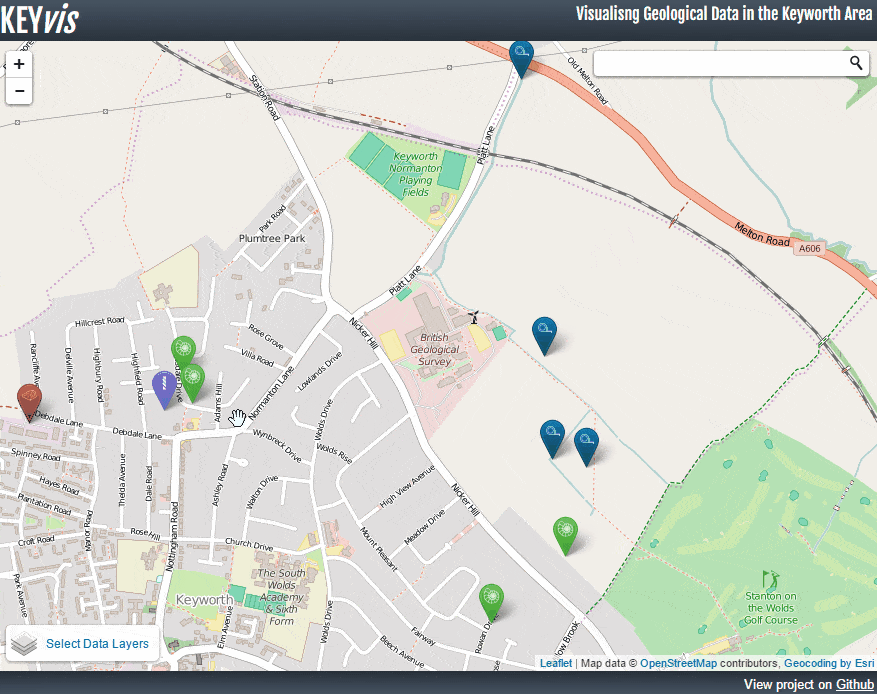 KEYvis
Visualisng Geological Data in the Keyworth Area
+
−
Station Road
Old Melton Road
Platt Lane
Keyworth
Normanton
Playing
Fields
Park Road
Plumtree Park
Melton Road
A606
Platt Lane
Hillcrest Road
Nicker Hill
Rose Grove
Villa Road
British
Geological
Survey
Delville Avenue
Highbury Road
Highfield Road
Lowlands Drive
Normanton Lane
Adams Hill
Debdale Lane
Debdale Lane
Wynbreck Drive
Wolds Drive
Wolds Rise
Spinney Road
Hayes Road
Plantation Road
Thelda Avenue
Dale Road
Ashley Road
Walton Drive
High View Avenue
Nicker Hill
Manor Road
Croft Road
Rose Hill
Nottingham Road
Church Drive
Mount Pleasant
Meadow Drive
Park Avenue
Keyworth
The South
Wolds
Academy
& Sixth
Form
Stanton on
the Wolds
Golf Course
Elm Avenue
Wolds Drive
Fairway
Beech Avenue
Select Data Layers
Leaflet | Map data © OpenStreetMap contributors, Geocoding by Esri
View project on Github